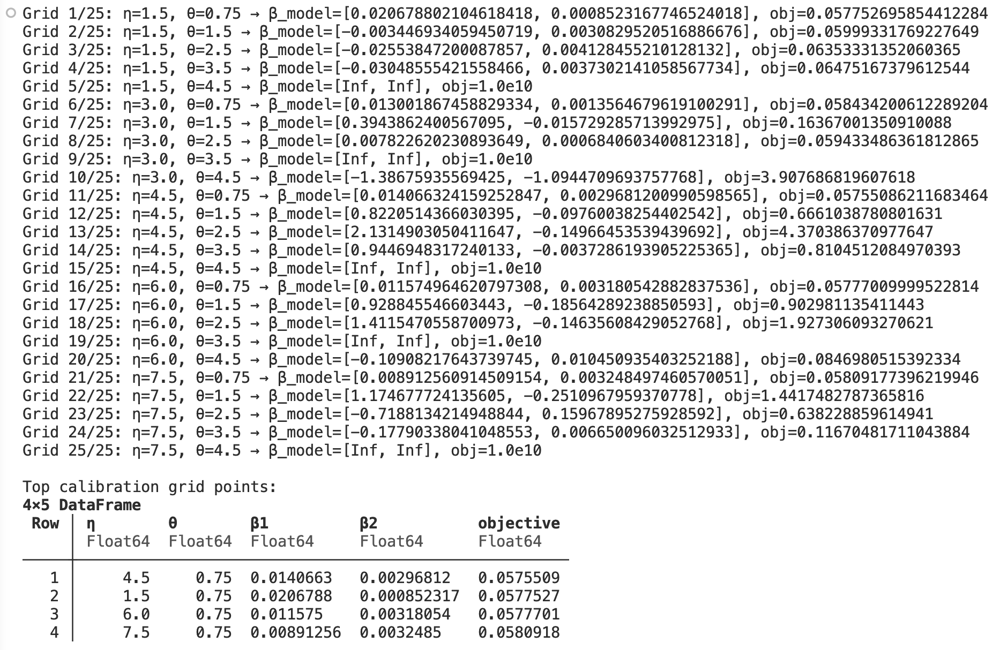 Grid 1/25: η=1.5, θ=0.75 → β_model=[0.020678802104618418, 0.0008523167746524018], obj=0.057752695854412284
Grid 2/25: η=1.5, θ=1.5 → β_model=[-0.003446934059450719, 0.0030829520516886676], obj=0.05999331769227649
Grid 3/25: η=1.5, θ=2.5 → β_model=[-0.02553847200087857, 0.004128455210128132], obj=0.06353331352060365
Grid 4/25: η=1.5, θ=3.5 → β_model=[-0.03048555421558466, 0.0037302141058567734], obj=0.06475167379612544
Grid 5/25: η=1.5, θ=4.5 → β_model=[Inf, Inf], obj=1.0e10
Grid 6/25: η=3.0, θ=0.75 → β_model=[0.013001867458829334, 0.0013564679619100291], obj=0.058434200612289204
Grid 7/25: η=3.0, θ=1.5 → β_model=[0.3943862400567095, -0.015729285713992975], obj=0.16367001350910088
Grid 8/25: η=3.0, θ=2.5 → β_model=[0.007822620230893649, 0.0006840603400812318], obj=0.059433486361812865
Grid 9/25: η=3.0, θ=3.5 → β_model=[Inf, Inf], obj=1.0e10
Grid 10/25: η=3.0, θ=4.5 → β_model=[-1.38675935569425, -1.0944709693757768], obj=3.907686819607618
Grid 11/25: η=4.5, θ=0.75 → β_model=[0.014066324159252847, 0.0029681200990598565], obj=0.05755086211683464
Grid 12/25: η=4.5, θ=1.5 → β_model=[0.8220514366030395, -0.09760038254402542], obj=0.6661038780801631
Grid 13/25: η=4.5, θ=2.5 → β_model=[2.1314903050411647, -0.14966453539439692], obj=4.370386370977647
Grid 14/25: η=4.5, θ=3.5 → β_model=[0.9446948317240133, -0.0037286193905225365], obj=0.8104512084970393
Grid 15/25: η=4.5, θ=4.5 → β_model=[Inf, Inf], obj=1.0e10
Grid 16/25: η=6.0, θ=0.75 → β_model=[0.011574964620797308, 0.003180542882837536], obj=0.05777009999522814
Grid 17/25: η=6.0, θ=1.5 → β_model=[0.928845546603443, -0.18564289238850593], obj=0.902981135411443
Grid 18/25: η=6.0, θ=2.5 → β_model=[1.4115470558700973, -0.14635608429052768], obj=1.927306093270621
Grid 19/25: η=6.0, θ=3.5 → β_model=[Inf, Inf], obj=1.0e10
Grid 20/25: η=6.0, θ=4.5 → β_model=[-0.10908217643739745, 0.010450935403252188], obj=0.0846980515392334
Grid 21/25: η=7.5, θ=0.75 → β_model=[0.008912560914509154, 0.003248497460570051], obj=0.05809177396219946
Grid 22/25: η=7.5, θ=1.5 → β_model=[1.174677724135605, -0.2510967959370778], obj=1.4417482787365816
Grid 23/25: η=7.5, θ=2.5 → β_model=[-0.7188134214948844, 0.15967895275928592], obj=0.638228859614941
Grid 24/25: η=7.5, θ=3.5 → β_model=[-0.17790338041048553, 0.006650096032512933], obj=0.11670481711043884
Grid 25/25: η=7.5, θ=4.5 → β_model=[Inf, Inf], obj=1.0e10
Top calibration grid points:
4×5 DataFrame
Row η θ β1 β2 objective
Float64 Float64 Float64 Float64 Float64
1 4.5 0.75 0.0140663 0.00296812 0.0575509
2 1.5 0.75 0.0206788 0.000852317 0.0577527
3 6.0 0.75 0.011575 0.00318054 0.0577701
4 7.5 0.75 0.00891256 0.0032485 0.0580918